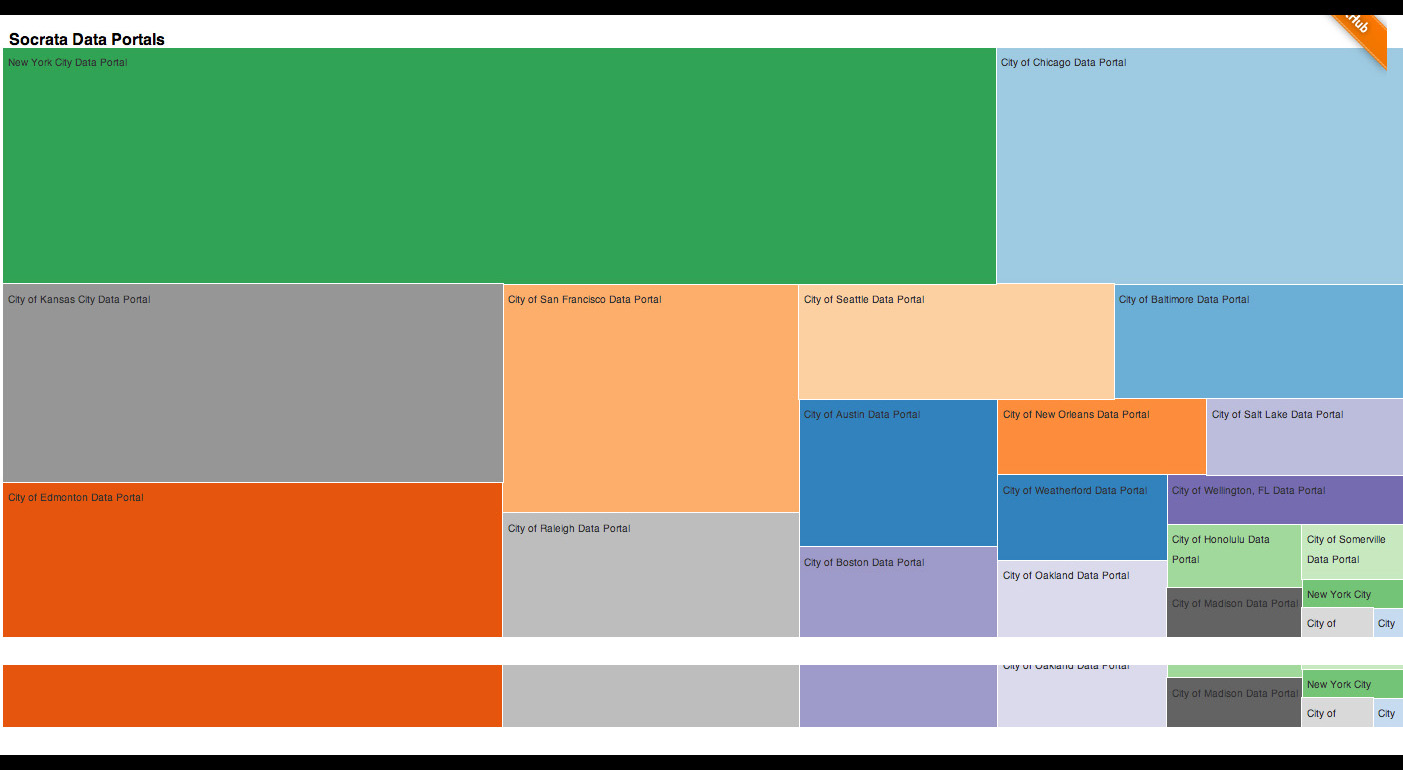 Socrata Data Portals
New York City Data Portal
City of Chicago Data Portal
City of Kansas City Data Portal
City of San Francisco Data Portal
City of Seattle Data Portal
City of Baltimore Data Portal
City of Austin Data Portal
City of New Orleans Data Portal
City of Salt Lake Data Portal
City of Edmonton Data Portal
City of Weatherford Data Portal
City of Wellington, FL Data Portal
City of Raleigh Data Portal
City of Honolulu Data
Portal
City of Somerville
Data Portal
City of Boston Data Portal
City of Oakland Data Portal
City of Madison Data Portal
New York City
City of
City
City of Oakland Data Portal
City of Madison Data Portal
New York City
City of
City